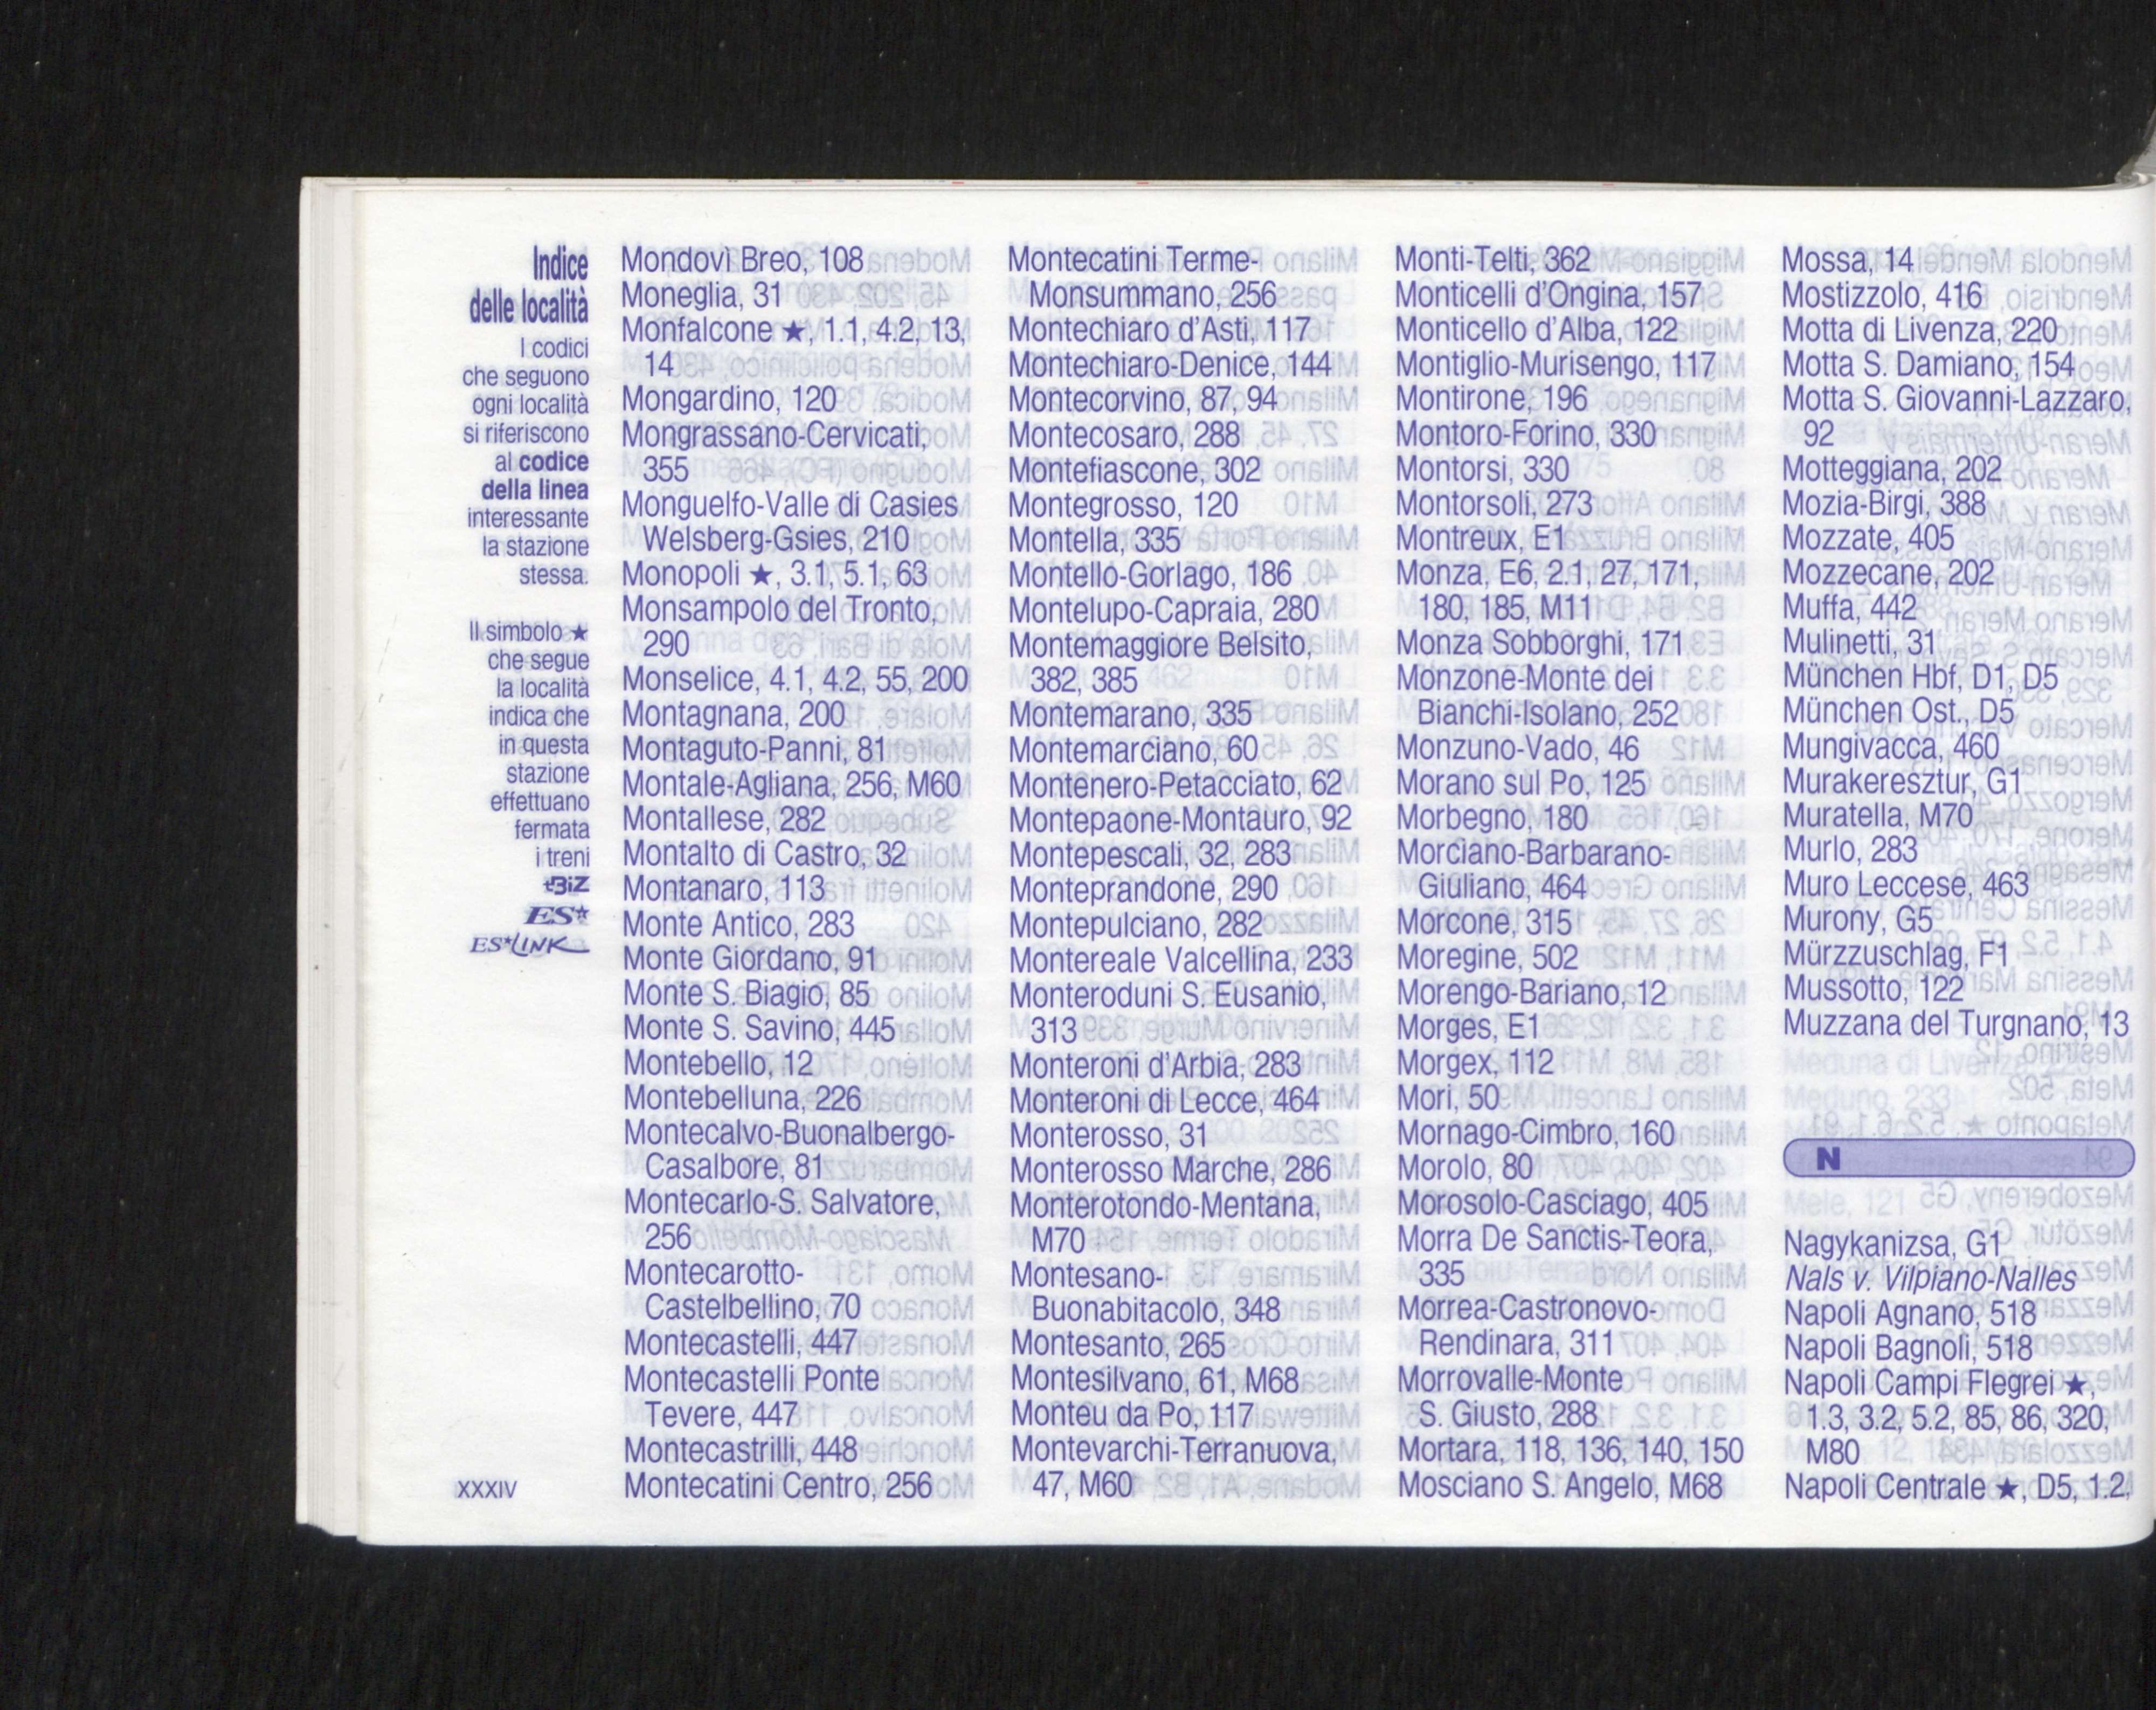 Indice
delle località
I codici
che seguono
ogni località
si riferiscono
al codice
della linea
interessante
la stazione
stessa.
Il simbolo ★
che segue
la località
indica che
in questa
stazione
effettuano
fermata
i treni
tBiz
ES★
ES★LINK
XXXIV
Mondovì Breo, 108
Moneglia, 31
Monfalcone ★, 1.1, 4.2, 13,
14
Mongardino, 120
Mongrassano-Cervicati,
355
Monguelfo-Valle di Casies
Welsberg-Gsies, 210
Monopoli ★, 3.1, 5.1, 63
Monsampolo del Tronto,
290
Monselice, 4.1, 4.2, 55, 200
Montagnana, 200
Montaguto-Panni, 81
Montale-Agliana, 256, M60
Montallese, 282
Montalto di Castro, 32
Montanaro, 113
Monte Antico, 283
Monte Giordano, 91
Monte S. Biagio, 85
Monte S. Savino, 445
Montebello, 12
Montebelluna, 226
Montecalvo-Buonalbergo-
Casalbore, 81
Montecarlo-S. Salvatore,
256
Montecarotto-
Castelbellino, 70
Montecastelli, 447
Montecastelli Ponte
Tevere, 447
Montecastrilli, 448
Montecatini Centro, 256
Montecatini Terme-
Monsummano, 256
Montechiaro d'Asti, 117
Montechiaro-Denice, 144
Montecorvino, 87, 94
Montecosaro, 288
Montefiascone, 302
Montegrosso, 120
Montella, 335
Montello-Gorlago, 186
Montelupo-Capraia, 280
Montemaggiore Belsito,
382, 385
Montemarano, 335
Montemarciano, 60
Montenero-Petacciato, 62
Montepaone-Montauro, 92
Montepescali, 32, 283
Monteprandone, 290
Montepulciano, 282
Montereale Valcellina, 233
Monteroduni S. Eusanio,
313
Monteroni d'Arbia, 283
Monteroni di Lecce, 464
Monterosso, 31
Monterosso Marche, 286
Monterotondo-Mentana,
M70
Montesano-
Buonabitacolo, 348
Montesanto, 265
Montesilvano, 61, M68
Monteu da Po, 117
Montevarchi-Terranuova,
47, M60
Monti-Telti, 362
Monticelli d'Ongina, 157
Monticello d'Alba, 122
Montiglio-Murisengo, 117
Montirone, 196
Montoro-Forino, 330
Montorsi, 330
Montorsoli, 273
Montreux, E1
Monza, E6, 2.1, 27, 171,
180, 185, M11
Monza Sobborghi, 171
Monzone-Monte dei
Bianchi-Isolano, 252
Monzuno-Vado, 46
Morano sul Po, 125
Morbegno, 180
Morciano-Barbarano-
Giuliano, 464
Morcone, 315
Moregine, 502
Morengo-Bariano, 12
Morges, E1
Morgex, 112
Mori, 50
Mornago-Cimbro, 160
Morolo, 80
Morosolo-Casciago, 405
Morra De Sanctis-Teora,
335
Morrea-Castronovo-
Rendinara, 311
Morrovalle-Monte
S. Giusto, 288
Mortara, 118, 136, 140, 150
Mosciano S. Angelo, M68
Mossa, 14
Mostizzolo, 416
Motta di Livenza, 220
Motta S. Damiano, 154
Motta S. Giovanni-Lazzaro,
92
Motteggiana, 202
Mozia-Birgi, 388
Mozzate, 405
Mozzecane, 202
Muffa, 442
Mulinetti, 31
München Hbf, D1, D5
München Ost., D5
Mungivacca, 460
Murakeresztur, G1
Muratella, M70
Murlo, 283
Muro Leccese, 463
Murony, G5
Mürzzuschlag, F1
Mussotto, 122
Muzzana del Turgnano, 13
N
Nagykanizsa, G1
Nals v. Vilpiano-Nalles
Napoli Agnano, 518
Napoli Bagnoli, 518
Napoli Campi Flegrei ★,
1.3, 3.2, 5.2, 85, 86, 320,
M80
Napoli Centrale ★, D5, 1.2,